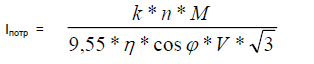 Iпотр = k * n * M / 9,55 * η * cos φ * V * √3